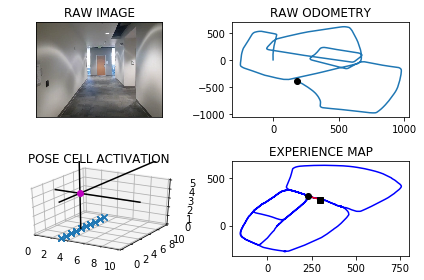 RAW IMAGE
RAW ODOMETRY
500
0
−500
−1000
0 500 1000
POSE CELL ACTIVATION
5
4
3
2
1
0
0 2 4 6 8 10
0 2 4 6 8 10
EXPERIENCE MAP
500
0
0 250 500 750